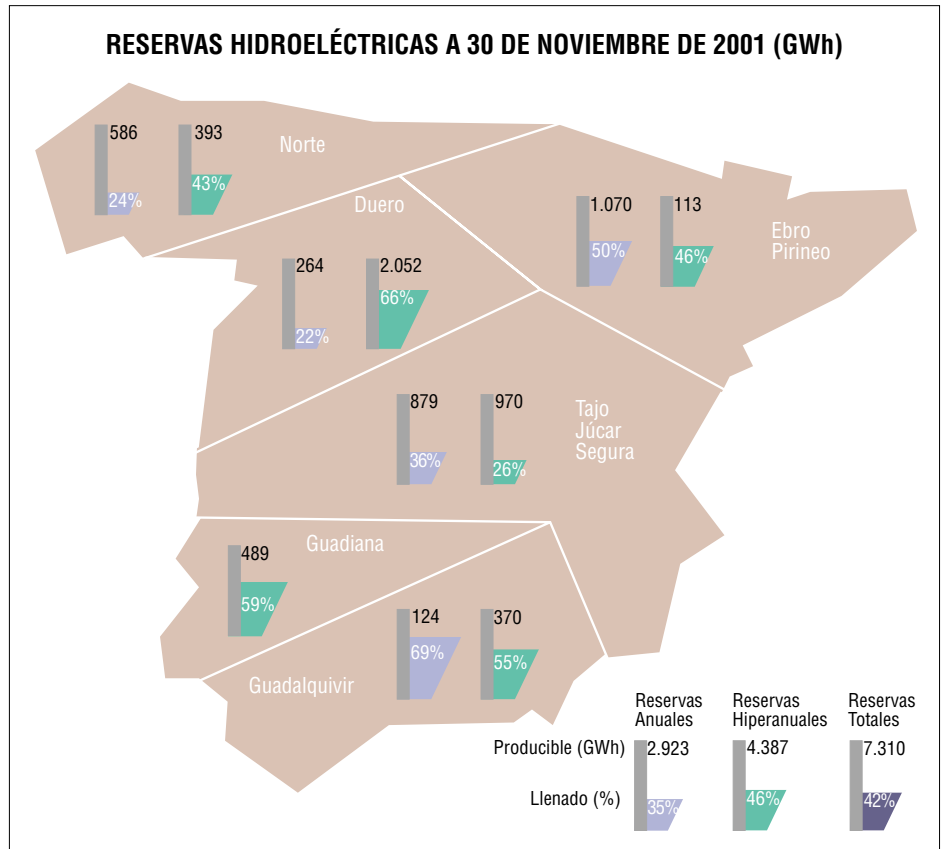 RESERVAS HIDROELÉCTRICAS A 30 DE NOVIEMBRE DE 2001 (GWh)
586
393
Norte
24%
43%
Duero
1.070
113
Ebro
Pirineo
50%
46%
264
2.052
22%
66%
879
970
Tajo
Júcar
Segura
36%
26%
Guadiana
489
59%
124
370
69%
55%
Guadalquivir
Reservas
Anuales
Reservas
Hiperanuales
Reservas
Totales
Producible (GWh)
2.923
4.387
7.310
Llenado (%)
35%
46%
42%